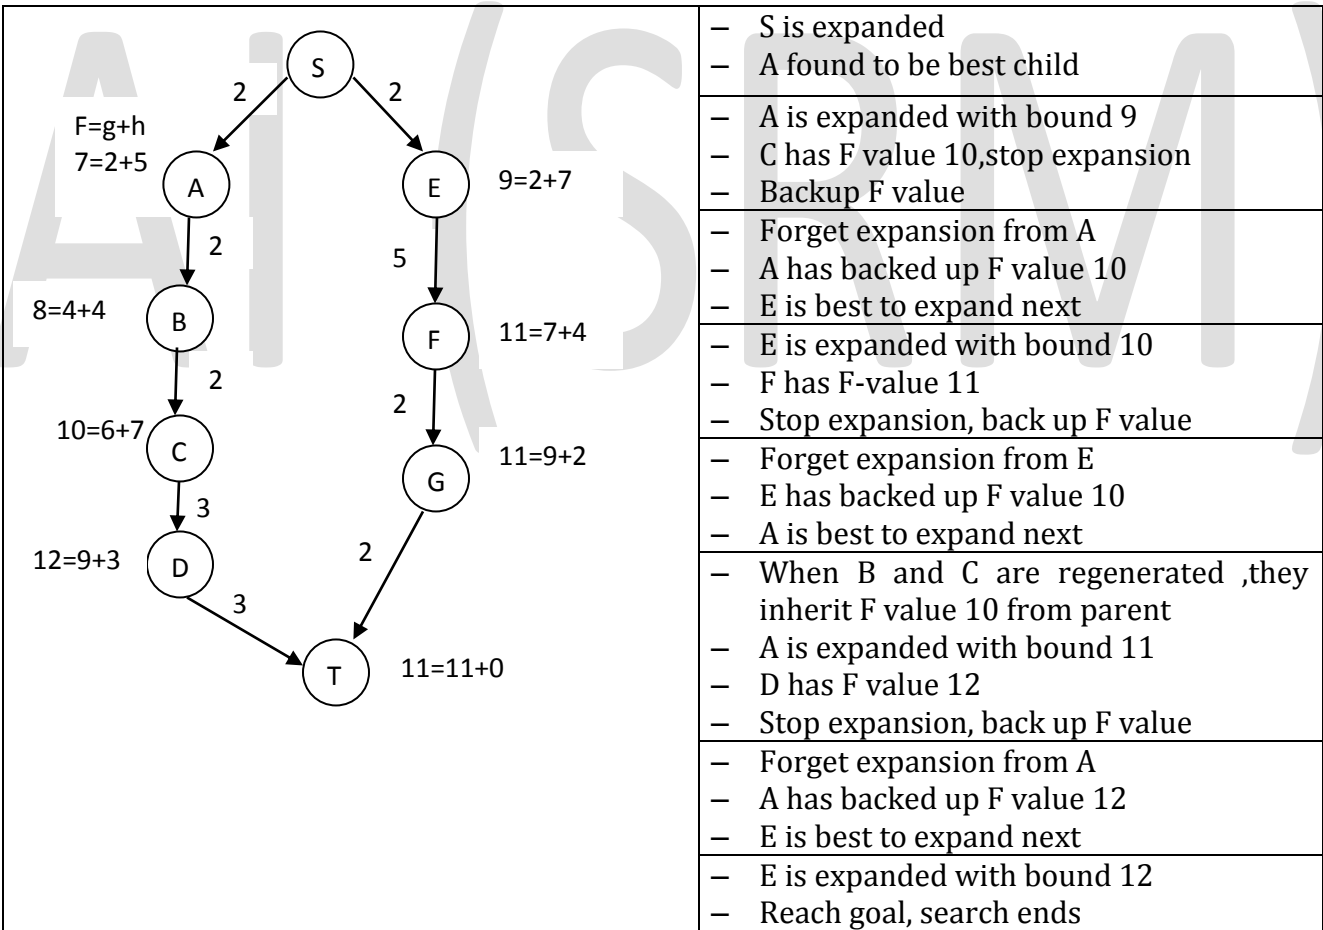 S
2
2
F=g+h
7=2+5
A
E
9=2+7
2
5
8=4+4
B
F
11=7+4
2
2
10=6+7
C
G
11=9+2
3
12=9+3
D
2
3
T
11=11+0
– S is expanded
– A found to be best child
– A is expanded with bound 9
– C has F value 10,stop expansion
– Backup F value
– Forget expansion from A
– A has backed up F value 10
– E is best to expand next
– E is expanded with bound 10
– F has F-value 11
– Stop expansion, back up F value
– Forget expansion from E
– E has backed up F value 10
– A is best to expand next
– When B and C are regenerated ,they
inherit F value 10 from parent
– A is expanded with bound 11
– D has F value 12
– Stop expansion, back up F value
– Forget expansion from A
– A has backed up F value 12
– E is best to expand next
– E is expanded with bound 12
– Reach goal, search ends
Ai (SRM)